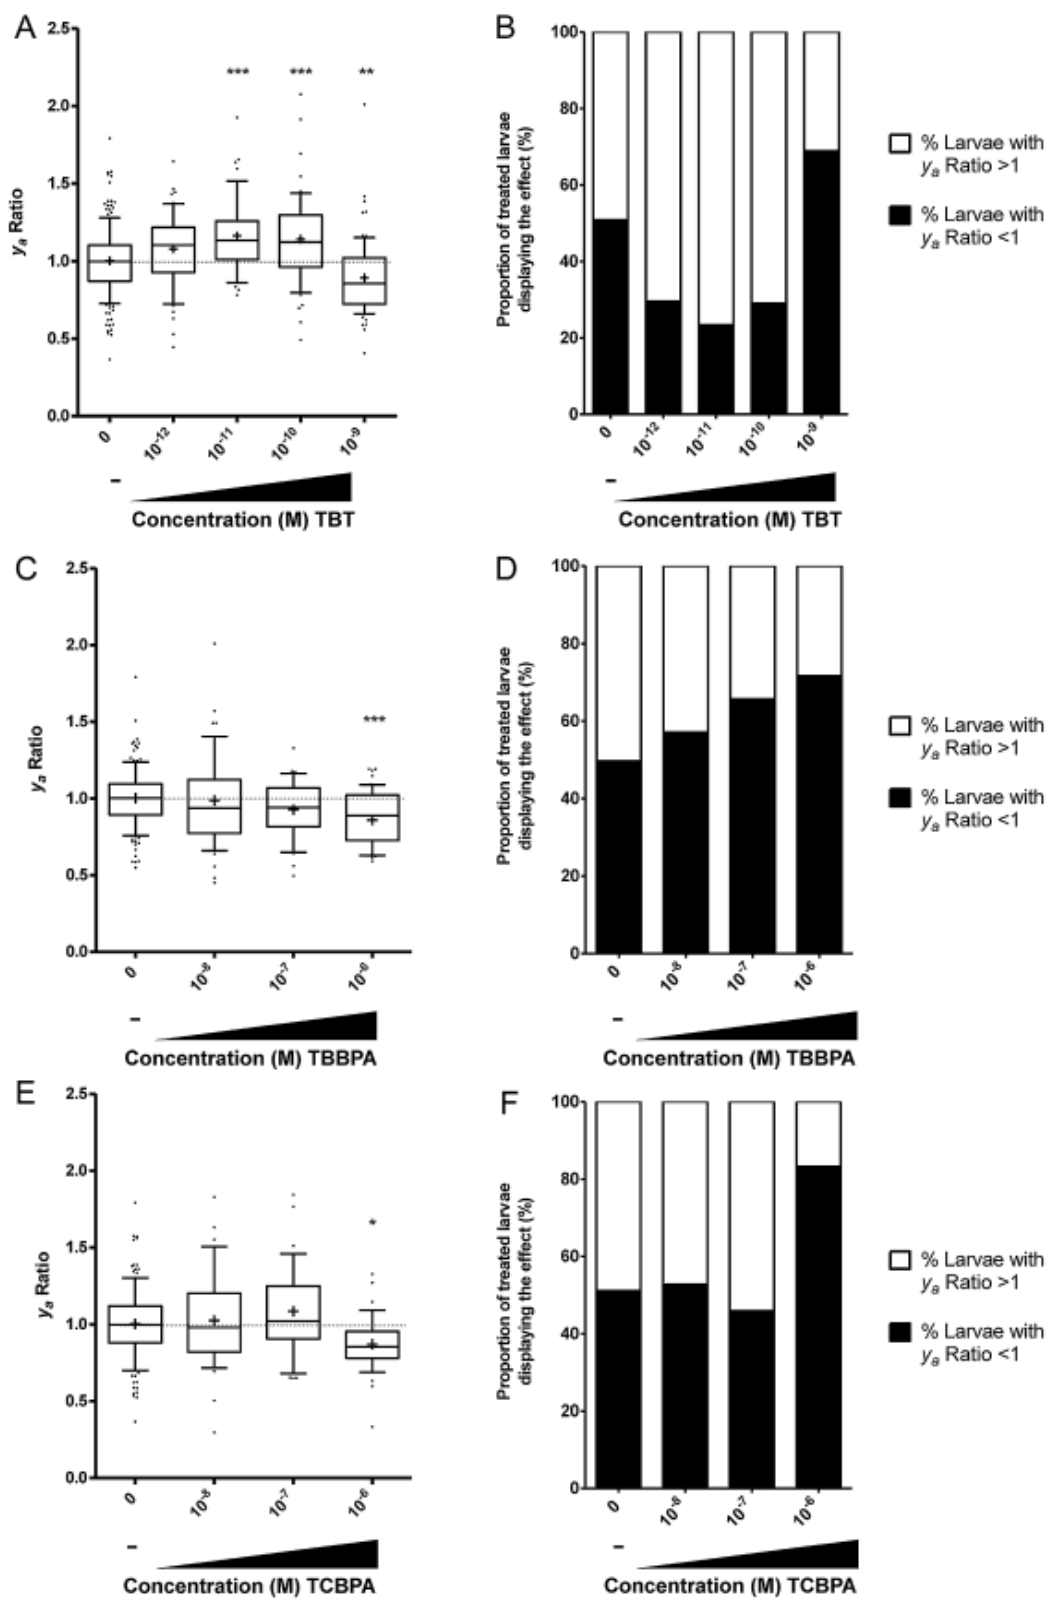 A
2.5
2.0
1.5
1.0
0.5
0.0
yₐ Ratio
*** *** **
0 10⁻¹² 10⁻¹¹ 10⁻¹⁰ 10⁻⁹
–
Concentration (M) TBT
B
100
80
60
40
20
0
Proportion of treated larvae
displaying the effect (%)
0 10⁻¹² 10⁻¹¹ 10⁻¹⁰ 10⁻⁹
–
Concentration (M) TBT
% Larvae with
yₐ Ratio >1
% Larvae with
yₐ Ratio <1
C
2.5
2.0
1.5
1.0
0.5
0.0
yₐ Ratio
***
0 10⁻⁸ 10⁻⁷ 10⁻⁶
–
Concentration (M) TBBPA
D
100
80
60
40
20
0
Proportion of treated larvae
displaying the effect (%)
0 10⁻⁸ 10⁻⁷ 10⁻⁶
–
Concentration (M) TBBPA
% Larvae with
yₐ Ratio >1
% Larvae with
yₐ Ratio <1
E
2.5
2.0
1.5
1.0
0.5
0.0
yₐ Ratio
*
0 10⁻⁸ 10⁻⁷ 10⁻⁶
–
Concentration (M) TCBPA
F
100
80
60
40
20
0
Proportion of treated larvae
displaying the effect (%)
0 10⁻⁸ 10⁻⁷ 10⁻⁶
–
Concentration (M) TCBPA
% Larvae with
yₐ Ratio >1
% Larvae with
yₐ Ratio <1